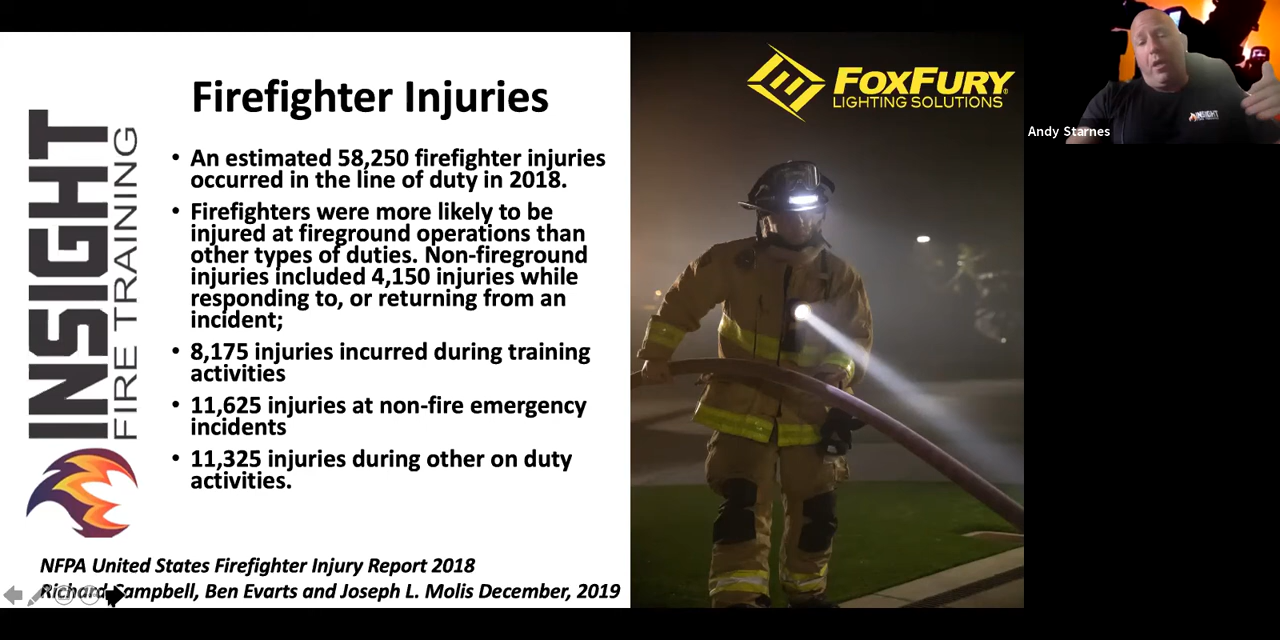 Firefighter Injuries
• An estimated 58,250 firefighter injuries
occurred in the line of duty in 2018.
• Firefighters were more likely to be
injured at fireground operations than
other types of duties. Non-fireground
injuries included 4,150 injuries while
responding to, or returning from an
incident;
• 8,175 injuries incurred during training
activities
• 11,625 injuries at non-fire emergency
incidents
• 11,325 injuries during other on duty
activities.
NFPA United States Firefighter Injury Report 2018
Richard Campbell, Ben Evarts and Joseph L. Molis December, 2019
INSIGHT
FIRE TRAINING
FOXFURY®
LIGHTING SOLUTIONS
Andy Starnes
INSIGHT